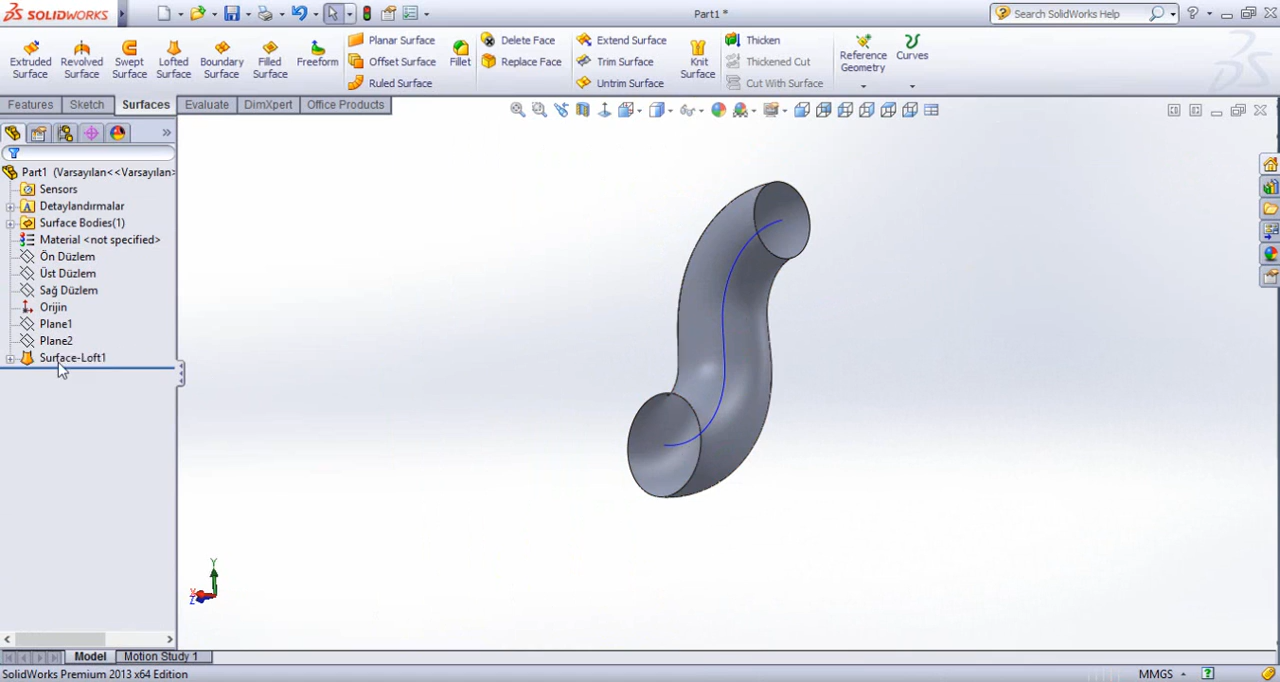 SOLIDWORKS
Part1 *
Search SolidWorks Help
Extruded Surface
Revolved Surface
Swept Surface
Lofted Surface
Boundary Surface
Filled Surface
Freeform
Planar Surface
Offset Surface
Ruled Surface
Fillet
Delete Face
Replace Face
Extend Surface
Trim Surface
Untrim Surface
Knit Surface
Thicken
Thickened Cut
Cut With Surface
Reference Geometry
Curves
Features
Sketch
Surfaces
Evaluate
DimXpert
Office Products
Part1 (Varsayılan<<Varsayılan>
Sensors
Detaylandırmalar
Surface Bodies(1)
Material <not specified>
Ön Düzlem
Üst Düzlem
Sağ Düzlem
Orijin
Plane1
Plane2
Surface-Loft1
Y
X
Z
Model
Motion Study 1
SolidWorks Premium 2013 x64 Edition
MMGS